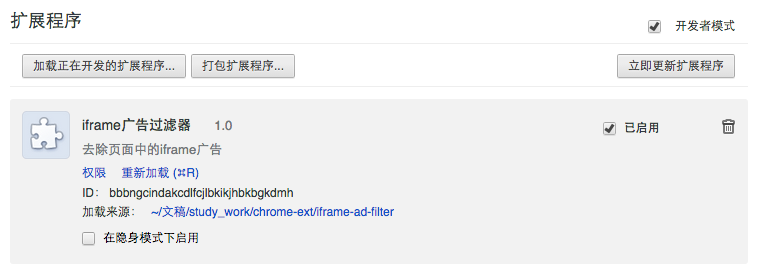 扩展程序
开发者模式
加载正在开发的扩展程序... 打包扩展程序... 立即更新扩展程序
iframe广告过滤器 1.0 已启用
去除页面中的iframe广告
权限 重新加载 (⌘R)
ID： bbbngcindakcdlfcjlbkikjhbkbgkdmh
加载来源： ~/文稿/study_work/chrome-ext/iframe-ad-filter
在隐身模式下启用